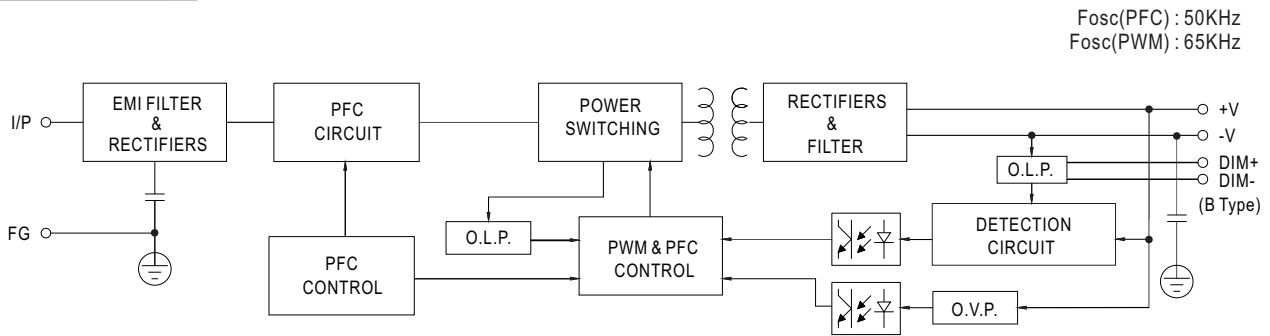 Fosc(PFC) : 50KHz
Fosc(PWM) : 65KHz
I/P
EMI FILTER
&
RECTIFIERS
PFC
CIRCUIT
POWER
SWITCHING
RECTIFIERS
&
FILTER
+V
-V
DIM+
DIM-
(B Type)
O.L.P.
FG
O.L.P.
DETECTION
CIRCUIT
PFC
CONTROL
PWM & PFC
CONTROL
O.V.P.